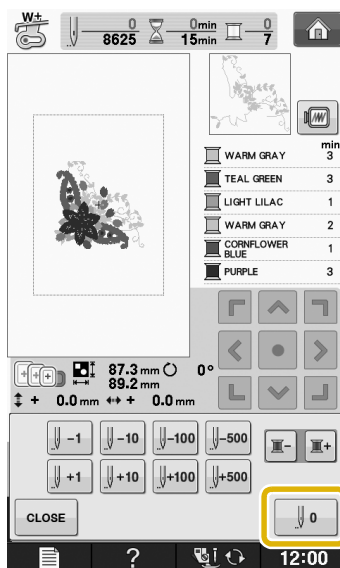 W+
0 0min 0
8625 15min 7
min
WARM GRAY 3
TEAL GREEN 3
LIGHT LILAC 1
WARM GRAY 2
CORNFLOWER
BLUE 1
PURPLE 3
87.3 mm 0°
89.2 mm
+ 0.0 mm + 0.0 mm
-1 -10 -100 -500 - +
+1 +10 +100 +500
CLOSE 0
? 12:00